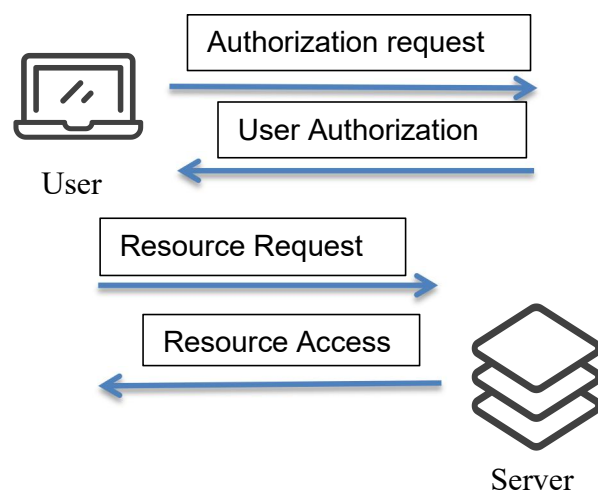 Authorization request
User Authorization
User
Resource Request
Resource Access
Server